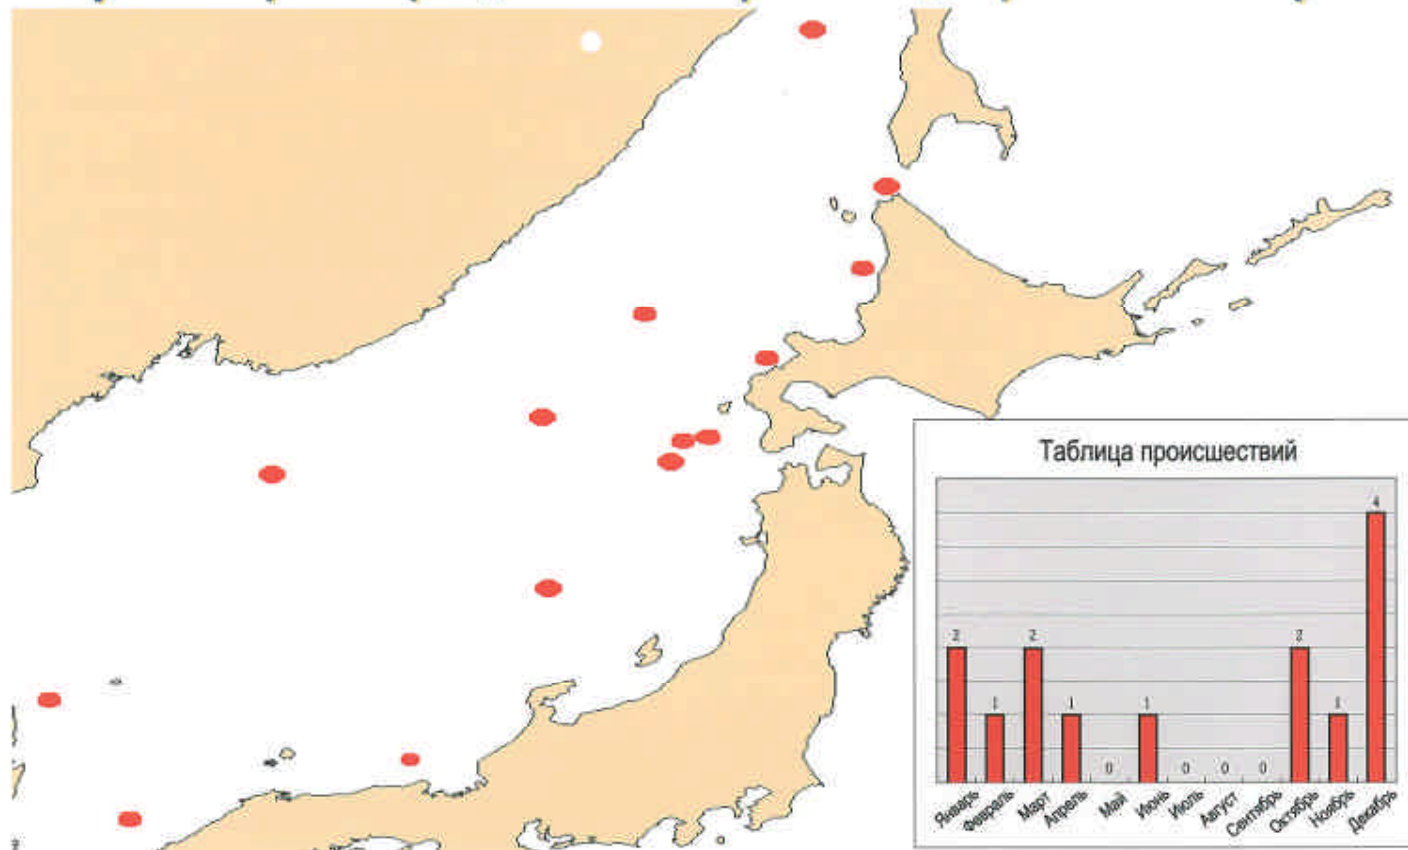 Таблица происшествий
2 1 2 1 0 1 0 0 0 2 1 4
Январь Февраль Март Апрель Май Июнь Июль Август Сентябрь Октябрь Ноябрь Декабрь